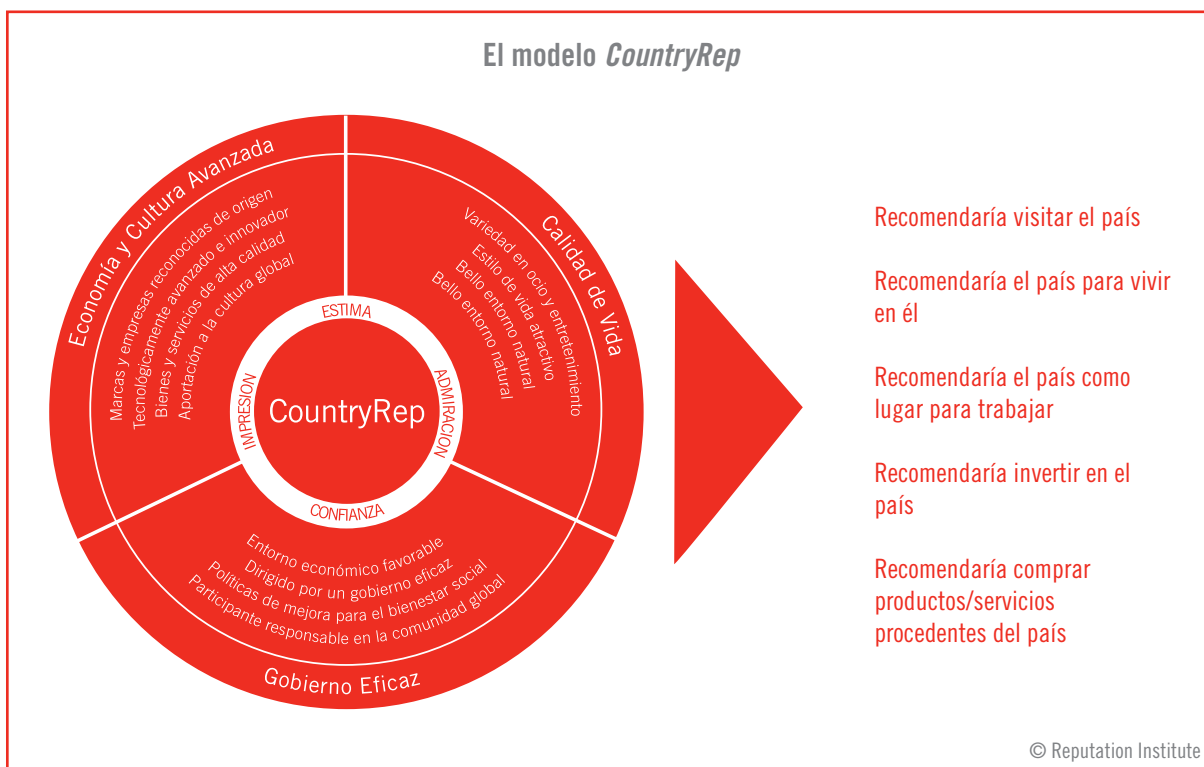 El modelo CountryRep
Economía y Cultura Avanzada
Marcas y empresas reconocidas de origen
Tecnológicamente avanzado e innovador
Bienes y servicios de alta calidad
Aportación a la cultura global
Calidad de Vida
Variedad en ocio y entretenimiento
Estilo de vida atractivo
Bello entorno natural
Bello entorno natural
ESTIMA
ADMIRACION
CONFIANZA
IMPRESION
CountryRep
Entorno económico favorable
Dirigido por un gobierno eficaz
Políticas de mejora para el bienestar social
Participante responsable en la comunidad global
Gobierno Eficaz
Recomendaría visitar el país
Recomendaría el país para vivir
en él
Recomendaría el país como
lugar para trabajar
Recomendaría invertir en el
país
Recomendaría comprar
productos/servicios
procedentes del país
© Reputation Institute